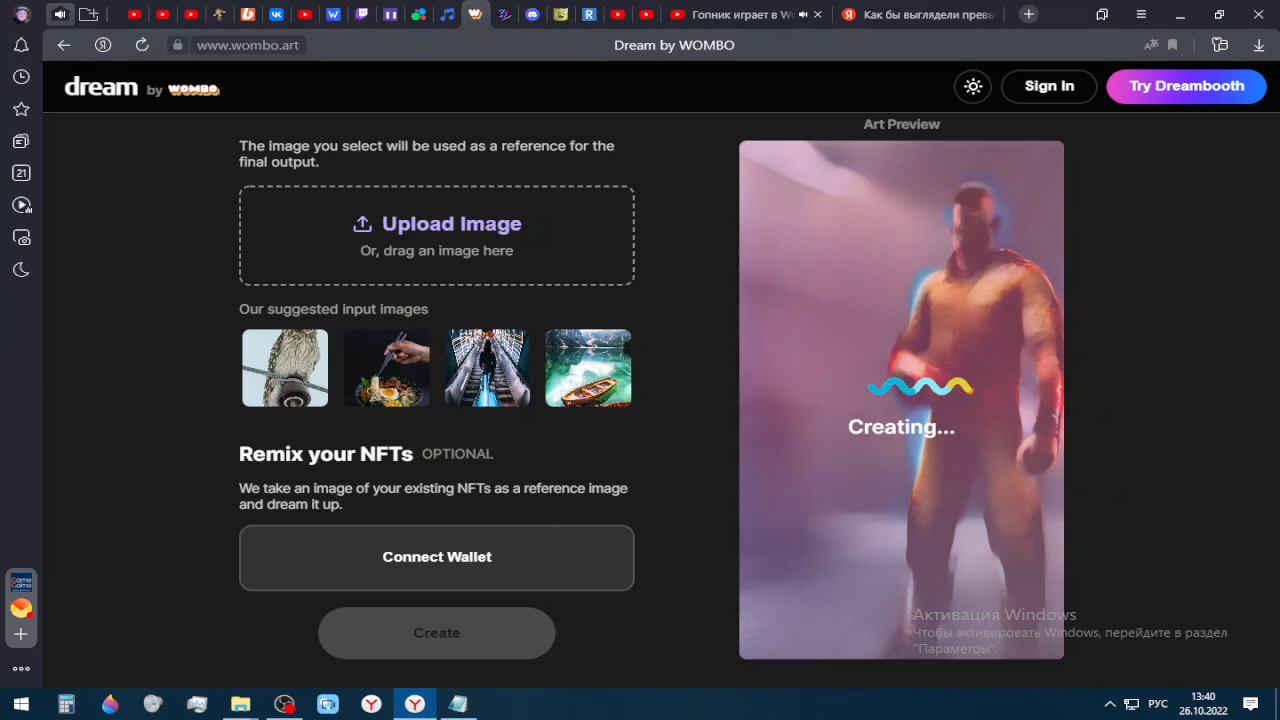 Гопник играет в Wo
Как бы выглядели превь
www.wombo.art
Dream by WOMBO
dream by WOMBO
Sign In
Try Dreambooth
The image you select will be used as a reference for the
final output.
Upload Image
Or, drag an image here
Our suggested input images
Remix your NFTs OPTIONAL
We take an image of your existing NFTs as a reference image
and dream it up.
Connect Wallet
Create
Art Preview
Creating...
Активация Windows
Чтобы активировать Windows, перейдите в раздел
"Параметры".
21
РУС
13:40
26.10.2022